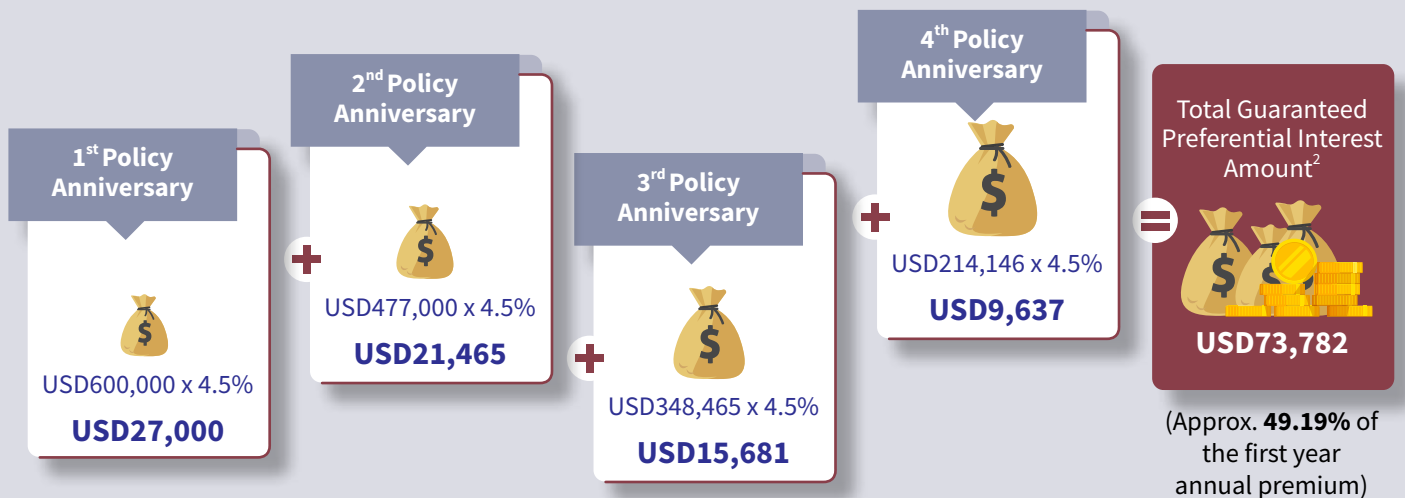 1st Policy
Anniversary
USD600,000 x 4.5%
USD27,000
+
2nd Policy
Anniversary
$
USD477,000 x 4.5%
USD21,465
+
3rd Policy
Anniversary
$
USD348,465 x 4.5%
USD15,681
+
4th Policy
Anniversary
$
USD214,146 x 4.5%
USD9,637
=
Total Guaranteed
Preferential Interest
Amount2
$
USD73,782
(Approx. 49.19% of
the first year
annual premium)